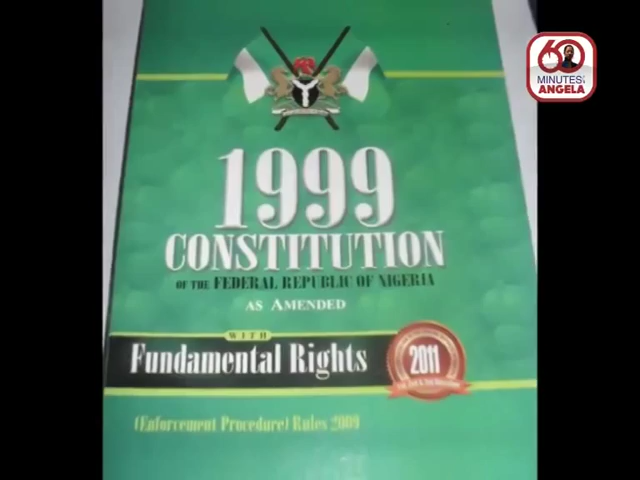 60
MINUTES
ANGELA
1999
CONSTITUTION
OF THE FEDERAL REPUBLIC OF NIGERIA
AS AMENDED
WITH
Fundamental Rights
2011
(Enforcement Procedure) Rules 2009